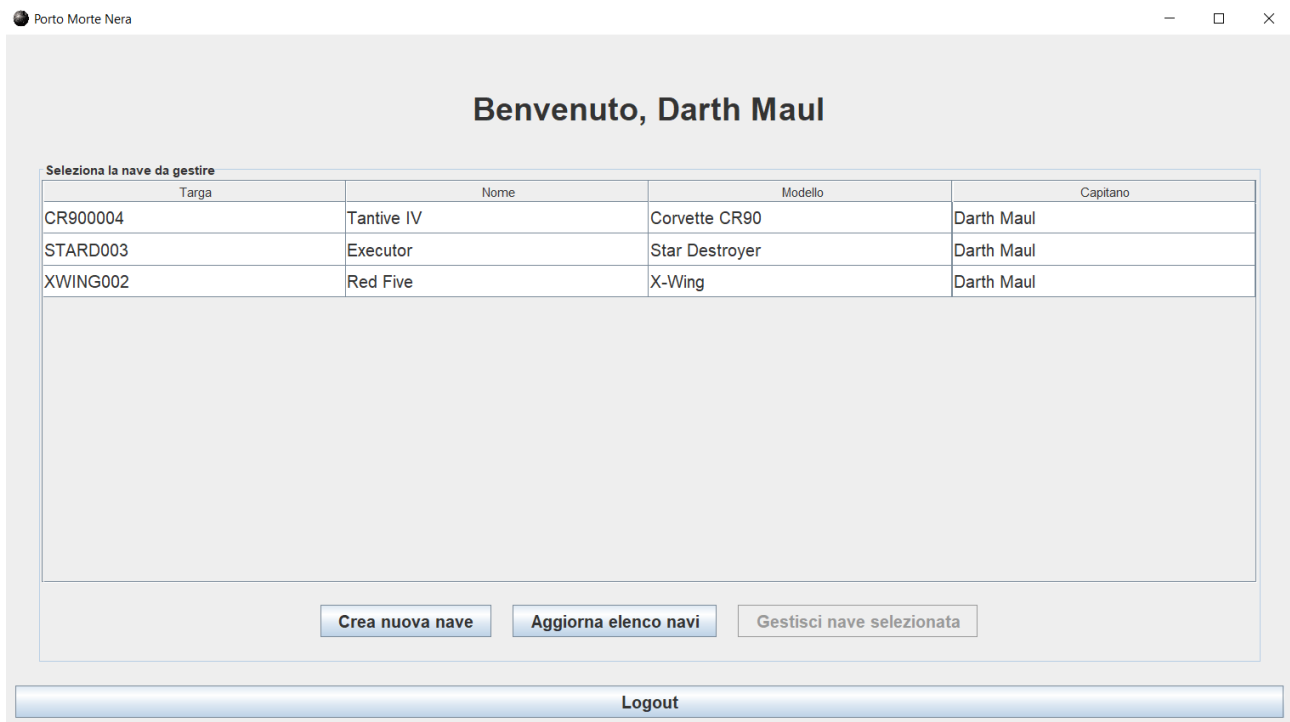 Porto Morte Nera
Benvenuto, Darth Maul
Seleziona la nave da gestire
Targa Nome Modello Capitano
CR900004 Tantive IV Corvette CR90 Darth Maul
STARD003 Executor Star Destroyer Darth Maul
XWING002 Red Five X-Wing Darth Maul
Crea nuova nave Aggiorna elenco navi Gestisci nave selezionata
Logout